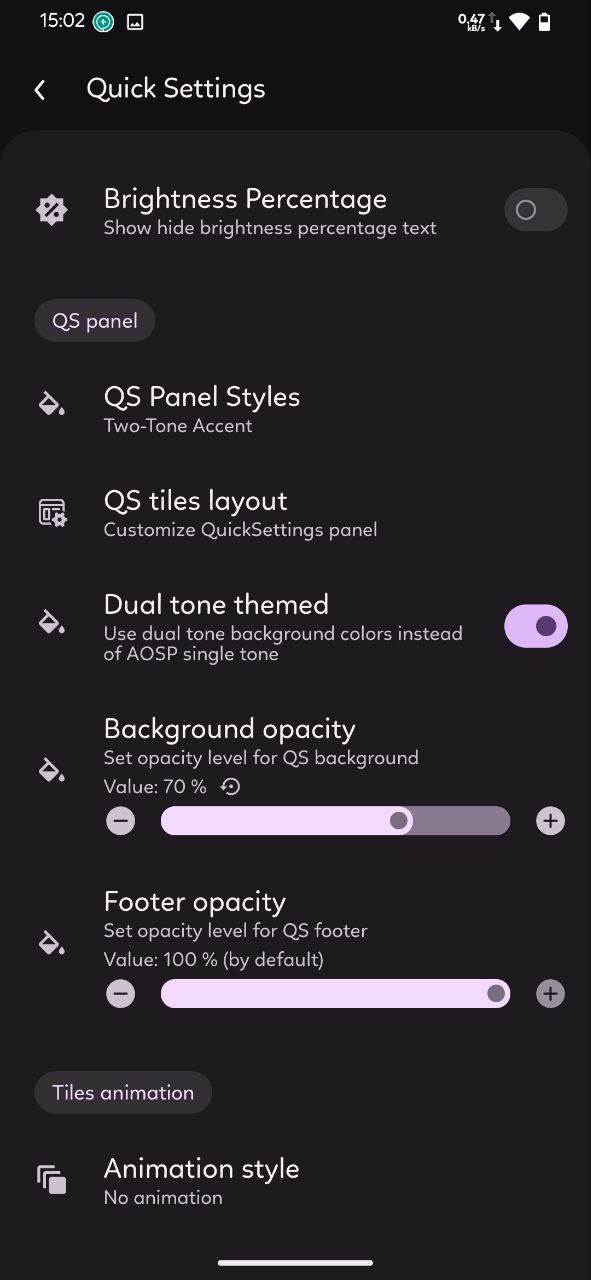 15:02
0.47
kB/s
Quick Settings
Brightness Percentage
Show hide brightness percentage text
QS panel
QS Panel Styles
Two-Tone Accent
QS tiles layout
Customize QuickSettings panel
Dual tone themed
Use dual tone background colors instead
of AOSP single tone
Background opacity
Set opacity level for QS background
Value: 70 %
Footer opacity
Set opacity level for QS footer
Value: 100 % (by default)
Tiles animation
Animation style
No animation